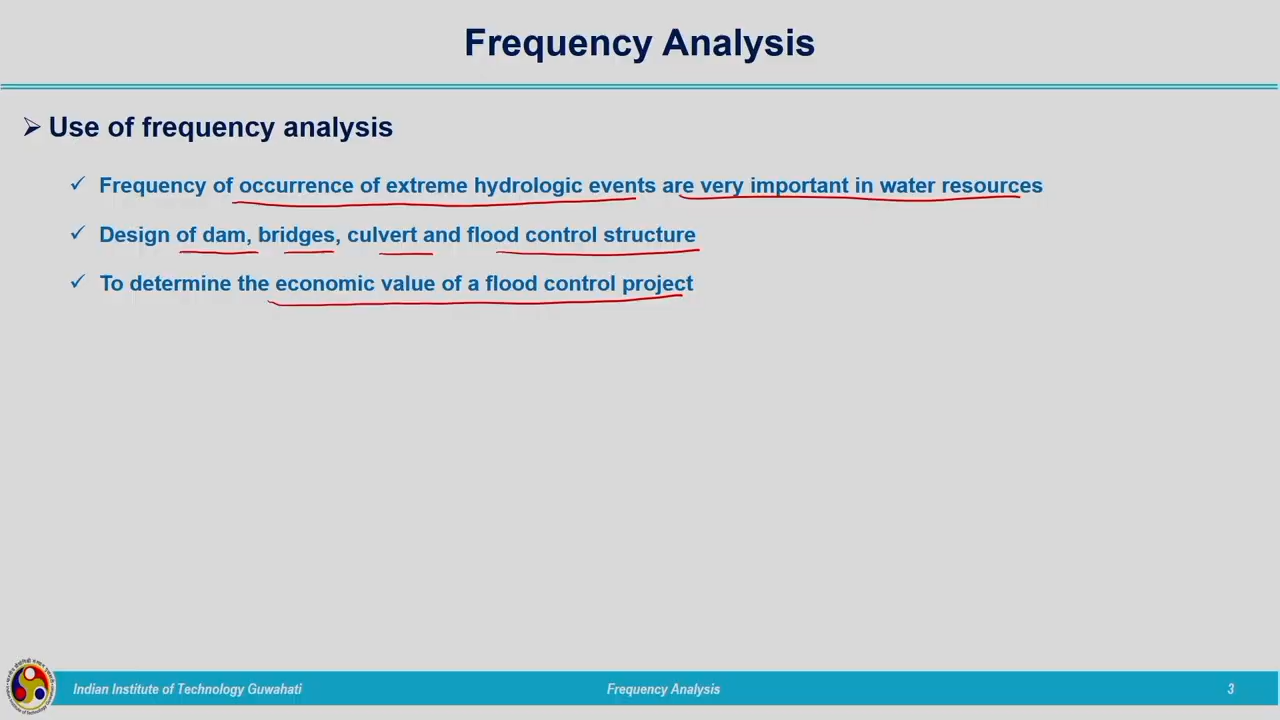 Frequency Analysis
Use of frequency analysis
Frequency of occurrence of extreme hydrologic events are very important in water resources
Design of dam, bridges, culvert and flood control structure
To determine the economic value of a flood control project
Indian Institute of Technology Guwahati
Frequency Analysis
3